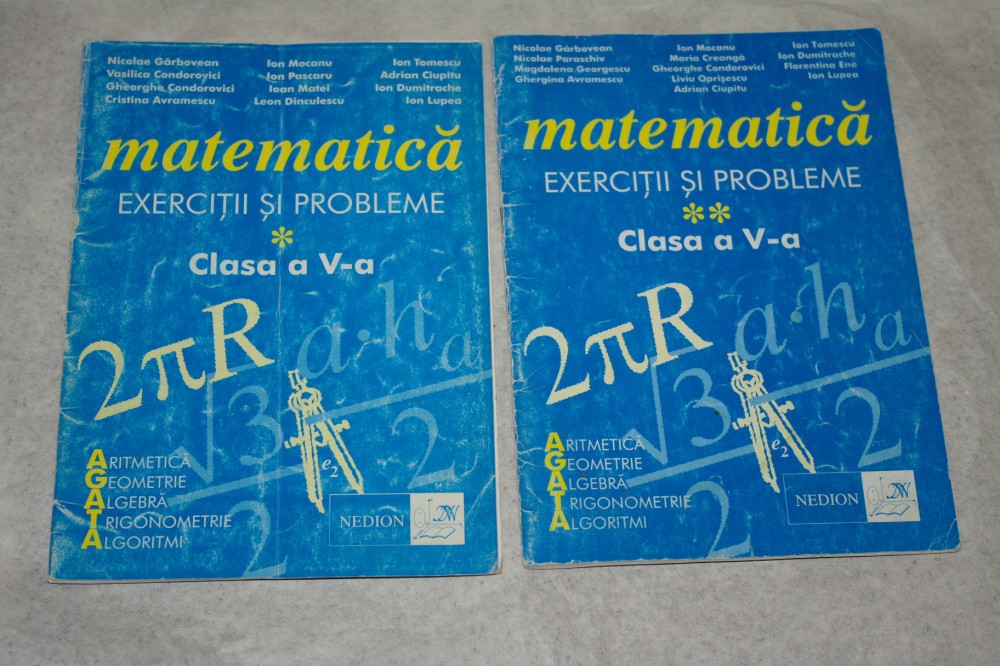 Nicolae Gârbovean Ion Mocanu Ion Tomescu
Vasilica Condorovici Ion Pascaru Adrian Ciupitu
Gheorghe Condorovici Ioan Matei Ion Dumitrache
Cristina Avramescu Leon Dinculescu Ion Lupea
matematică
EXERCIȚII ȘI PROBLEME
*
Clasa a V-a
2πR
√3
2
a·hₐ
2
e₂
ARITMETICĂ
GEOMETRIE
ALGEBRĂ
TRIGONOMETRIE
ALGORITMI
NEDION
Nicolae Gârbovean Ion Mocanu Ion Tomescu
Nicolae Paraschiv Maria Creangă Ion Dumitrache
Magdalena Georgescu Gheorghe Condorovici Florentina Ene
Ghergina Avramescu Liviu Oprișescu Ion Lupea
Adrian Ciupitu
matematică
EXERCIȚII ȘI PROBLEME
**
Clasa a V-a
2πR
√3
2
a·hₐ
2
e₂
ARITMETICĂ
GEOMETRIE
ALGEBRĂ
TRIGONOMETRIE
ALGORITMI
NEDION